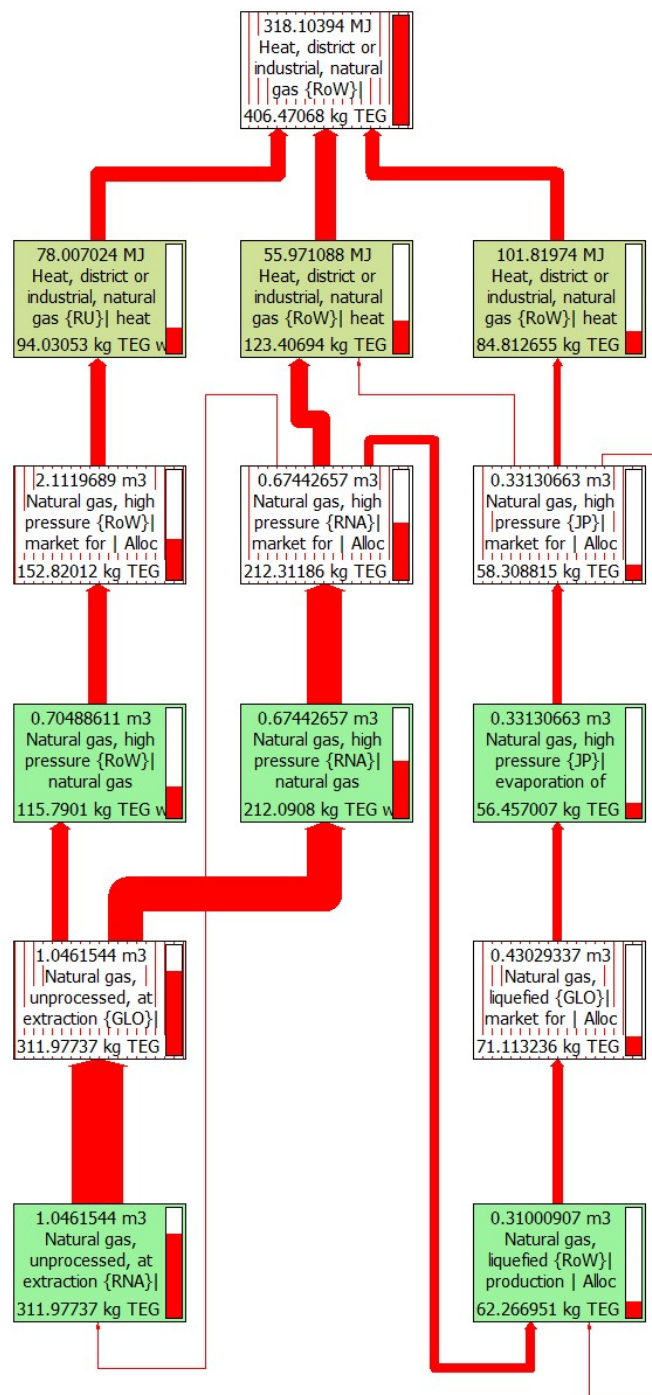 318.10394 MJ
Heat, district or
industrial, natural
gas {RoW}|
406.47068 kg TEG
78.007024 MJ
Heat, district or
industrial, natural
gas {RU}| heat
94.03053 kg TEG w
55.971088 MJ
Heat, district or
industrial, natural
gas {RoW}| heat
123.40694 kg TEG
101.81974 MJ
Heat, district or
industrial, natural
gas {RoW}| heat
84.812655 kg TEG
2.1119689 m3
Natural gas, high
pressure {RoW}|
market for | Alloc
152.82012 kg TEG
0.67442657 m3
Natural gas, high
pressure {RNA}|
market for | Alloc
212.31186 kg TEG
0.33130663 m3
Natural gas, high
pressure {JP}|
market for | Alloc
58.308815 kg TEG
0.70488611 m3
Natural gas, high
pressure {RoW}|
natural gas
115.7901 kg TEG w
0.67442657 m3
Natural gas, high
pressure {RNA}|
natural gas
212.0908 kg TEG w
0.33130663 m3
Natural gas, high
pressure {JP}|
evaporation of
56.457007 kg TEG
1.0461544 m3
Natural gas,
unprocessed, at
extraction {GLO}|
311.97737 kg TEG
0.43029337 m3
Natural gas,
liquefied {GLO}|
market for | Alloc
71.113236 kg TEG
1.0461544 m3
Natural gas,
unprocessed, at
extraction {RNA}|
311.97737 kg TEG
0.31000907 m3
Natural gas,
liquefied {RoW}|
production | Alloc
62.266951 kg TEG